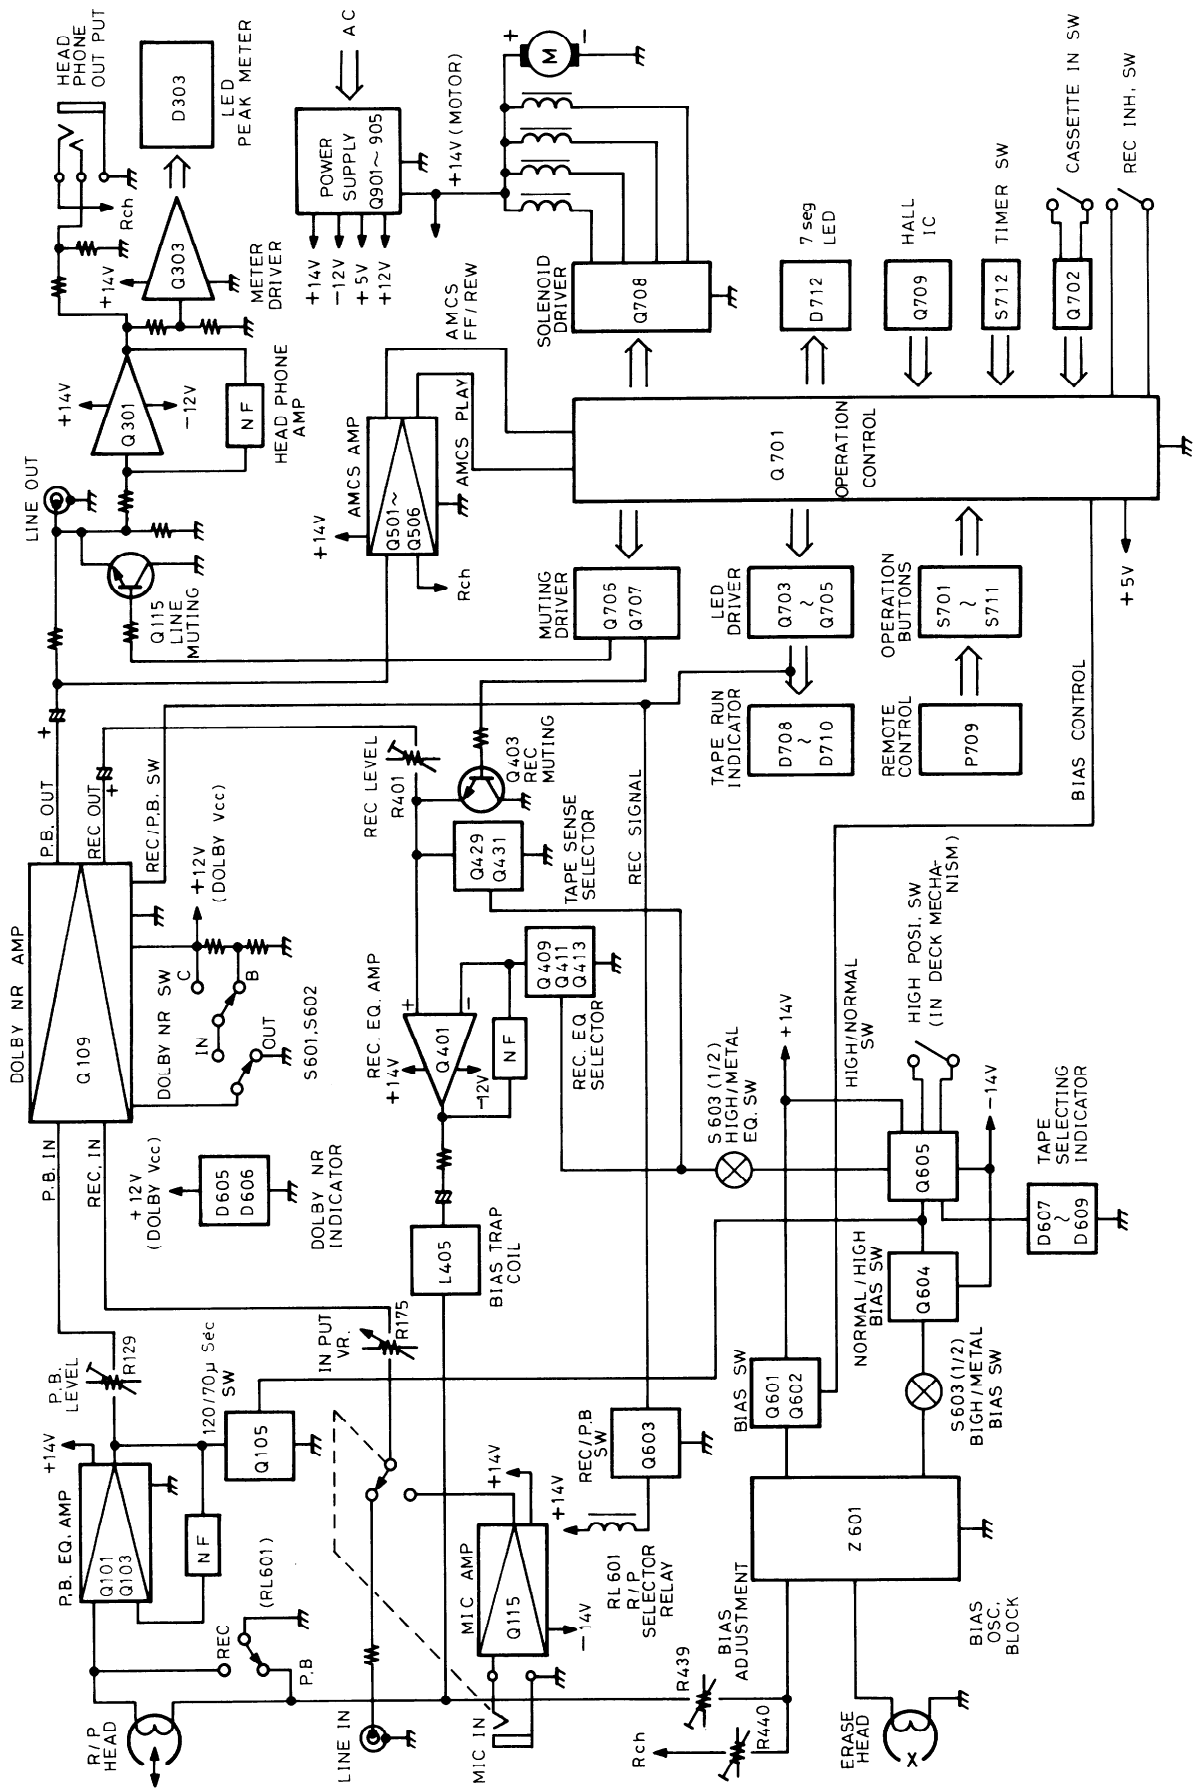 R/P
HEAD
REC
P.B
(RL601)
P.B. EQ. AMP
Q101
Q103
+14V
NF
P.B.
LEVEL
R129
120/70μ Sec
SW
Q105
LINE IN
MIC IN
MIC AMP
Q115
-14V
+14V
IN PUT
VR.
R175
P.B. IN
REC. IN
+12V
(DOLBY Vcc)
D605
D606
DOLBY NR
INDICATOR
DOLBY NR AMP
Q109
DOLBY NR SW
IN
OUT
C
B
S601,S602
+12V
(DOLBY Vcc)
P.B. OUT
REC OUT
REC/P.B. SW
+
+
LINE OUT
Q115
LINE
MUTING
+14V
Q301
-12V
NF
HEAD PHONE
AMP
HEAD
PHONE
OUT PUT
Rch
+14V
Q303
METER
DRIVER
D303
LED
PEAK METER
AC
POWER
SUPPLY
Q901~905
+14V
-12V
+5V
+12V
+14V(MOTOR)
+
M
-
SOLENOID
DRIVER
Q708
AMCS AMP
+14V
Q501~
Q506
Rch
AMCS PLAY
AMCS
FF/REW
MUTING
DRIVER
Q706
Q707
REC LEVEL
R401
Q403
REC
MUTING
REC. EQ. AMP
+14V
Q401
-12V
+
-
NF
Q429
Q431
TAPE SENSE
SELECTOR
Q409
Q411
Q413
REC. EQ
SELECTOR
L405
BIAS TRAP
COIL
REC SIGNAL
REC/P.B
SW
Q603
+14V
RL601
R/P
SELECTOR
RELAY
R439
Rch
R440
BIAS
ADJUSTMENT
ERASE
HEAD
X
Z601
BIAS
OSC.
BLOCK
BIAS SW
Q601
Q602
S603(1/2)
BIGH/METAL
BIAS SW
NORMAL/HIGH
BIAS SW
Q604
Q605
S603(1/2)
HIGH/METAL
EQ. SW
+14V
HIGH/NORMAL
SW
HIGH POSI. SW
(IN DECK MECHA-
NISM)
-14V
D607
~
D609
TAPE
SELECTING
INDICATOR
BIAS CONTROL
TAPE RUN
INDICATOR
D708
~
D710
LED
DRIVER
Q703
~
Q705
REMOTE
CONTROL
P709
OPERATION
BUTTONS
S701
~
S711
+5V
Q701
OPERATION
CONTROL
D712
7 seg
LED
Q709
HALL
IC
S712
TIMER SW
Q702
CASSETTE IN SW
REC INH. SW